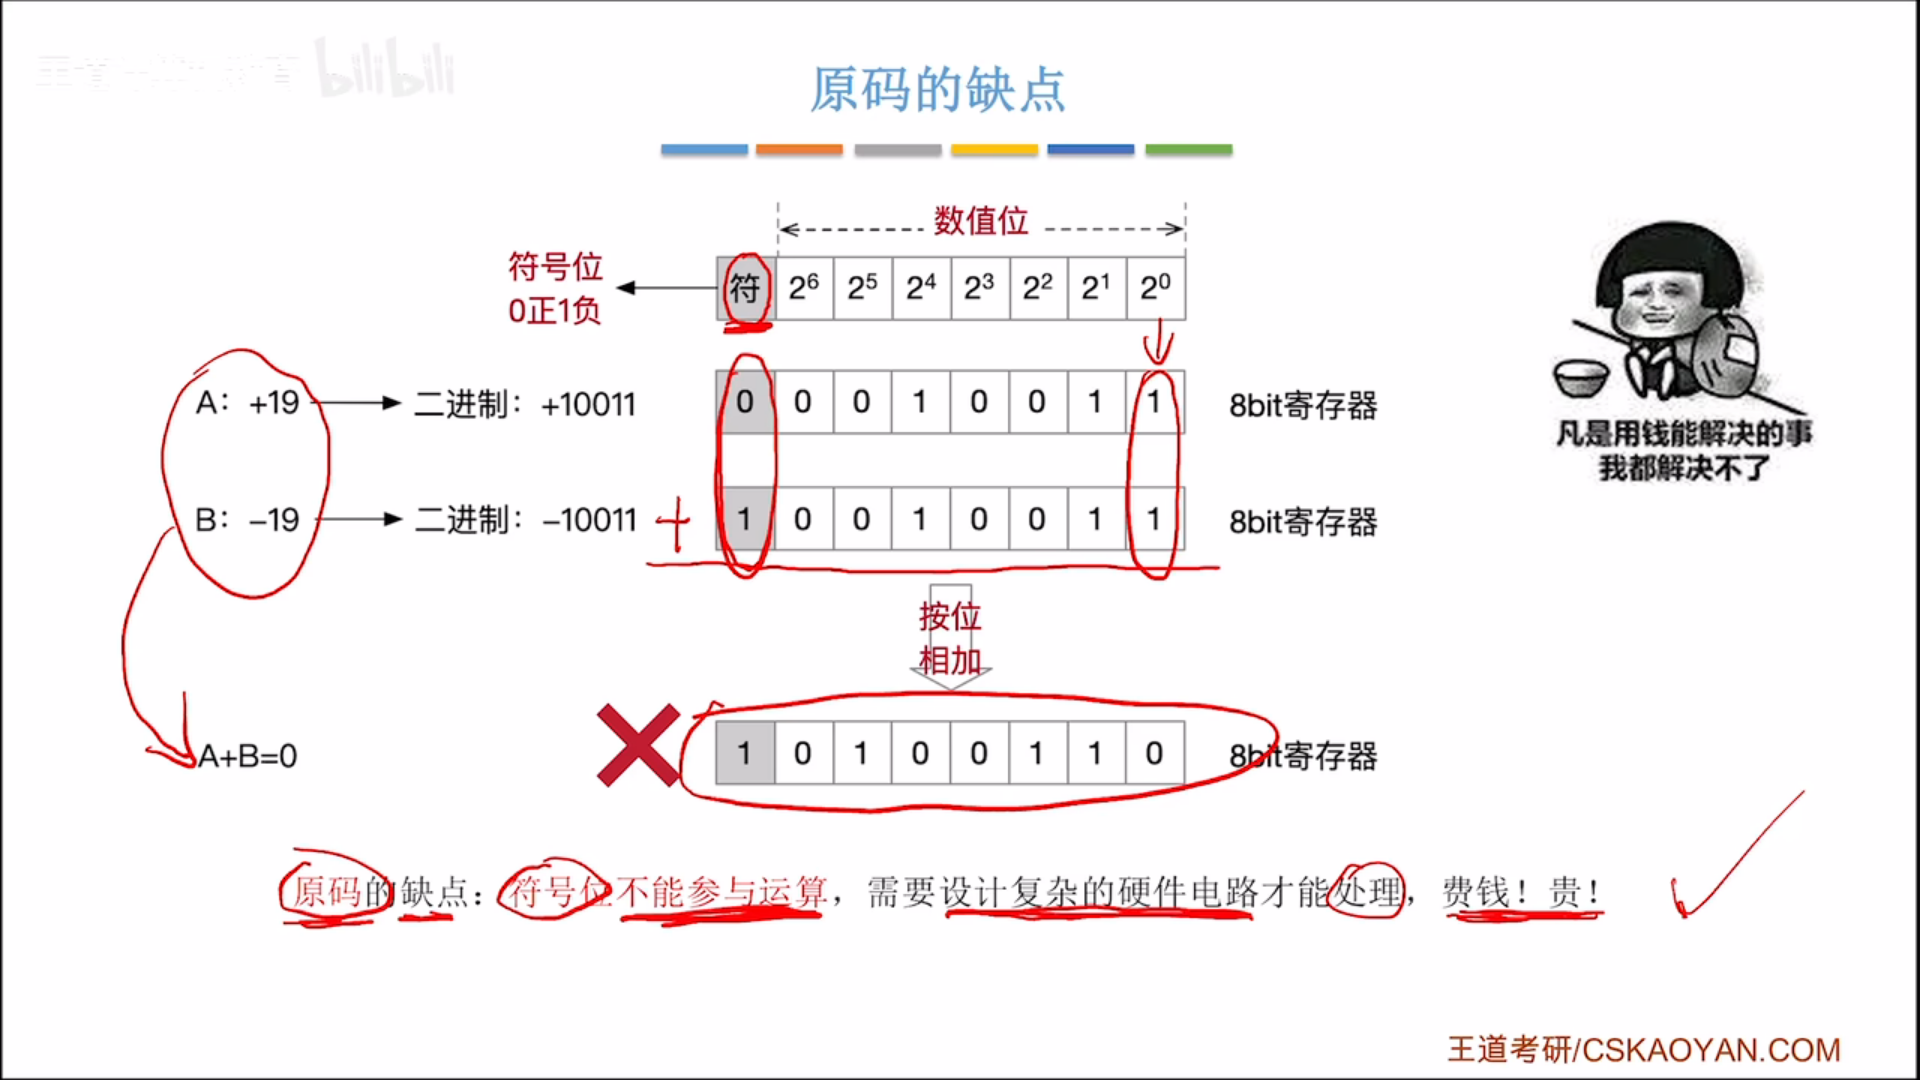 bilibili
原码的缺点
数值位
符号位
0正1负
符 2⁶ 2⁵ 2⁴ 2³ 2² 2¹ 2⁰
A：+19 二进制：+10011 0 0 0 1 0 0 1 1 8bit寄存器
B：−19 二进制：−10011 + 1 0 0 1 0 0 1 1 8bit寄存器
凡是用钱能解决的事
我都解决不了
按位
相加
A+B=0 1 0 1 0 0 1 1 0 8bit寄存器
原码的缺点：符号位不能参与运算，需要设计复杂的硬件电路才能处理，费钱！贵！
王道考研/CSKAOYAN.COM